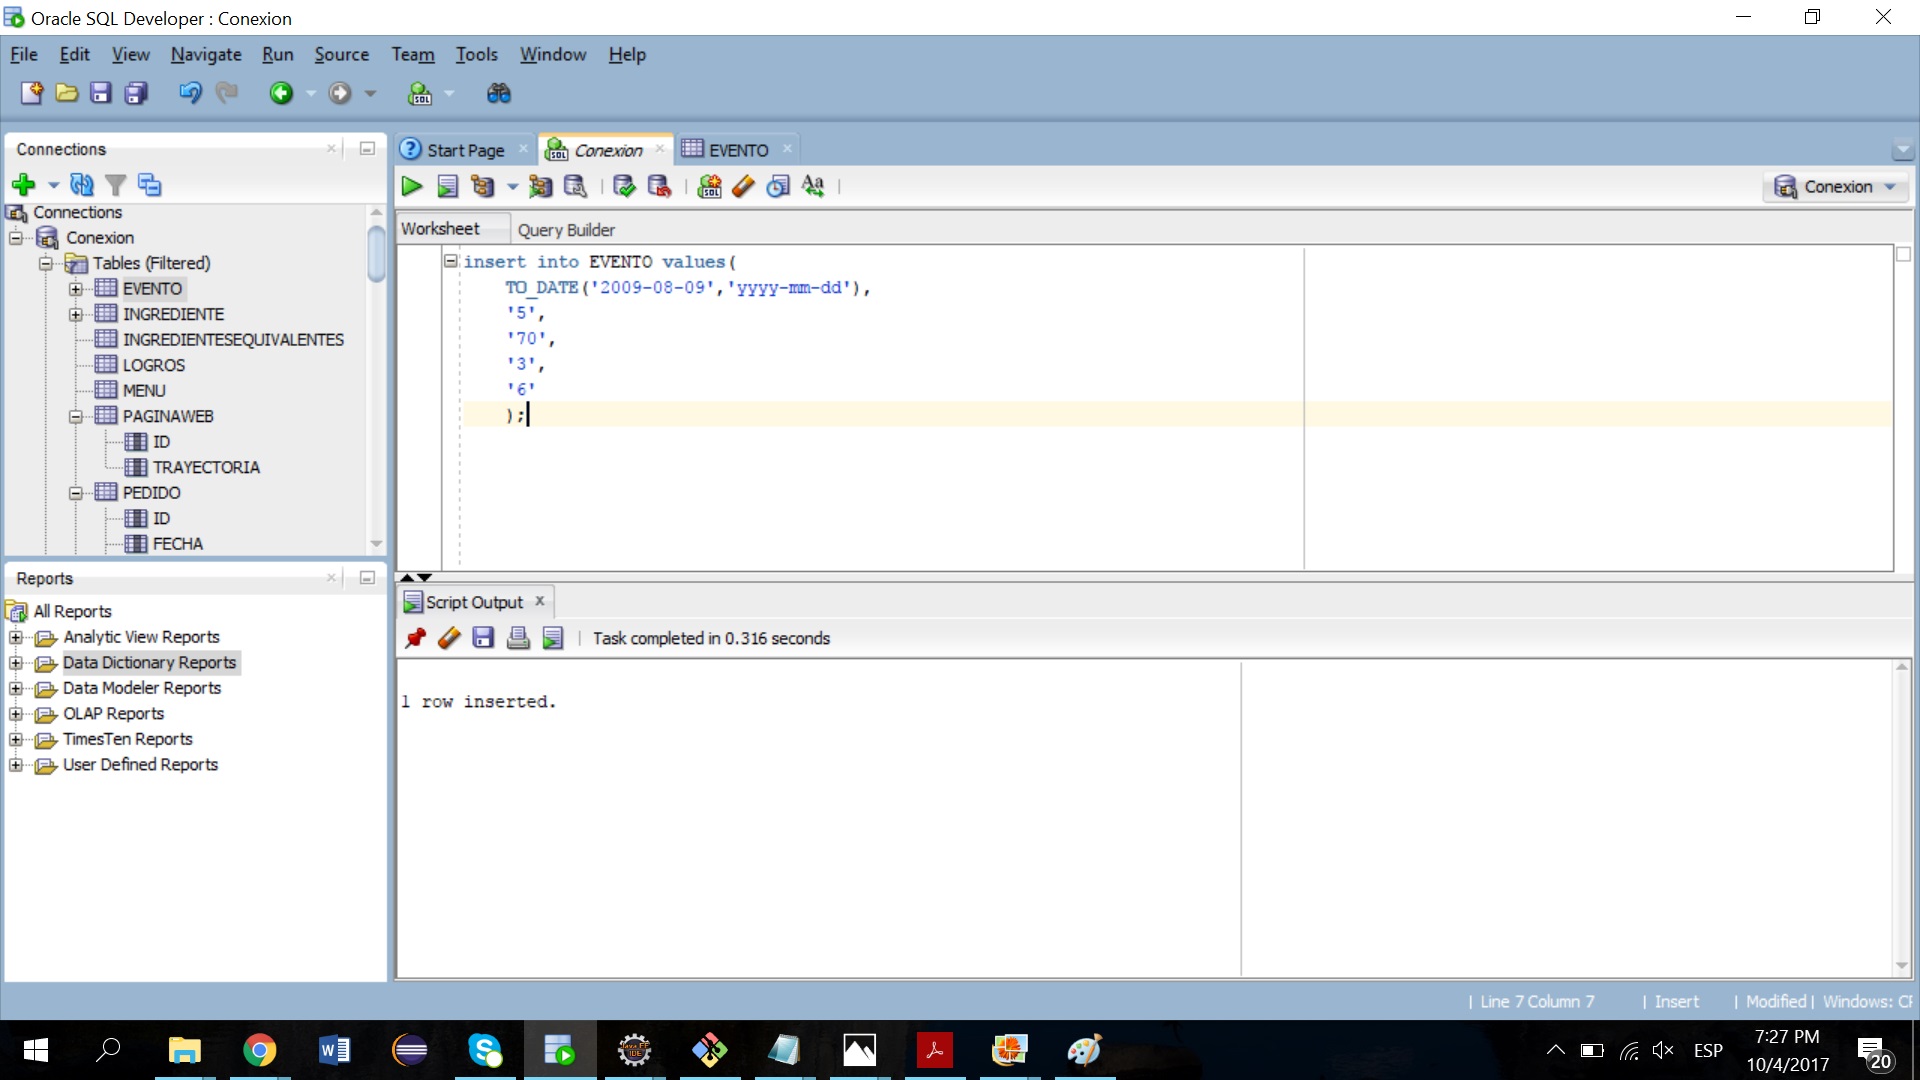 Oracle SQL Developer : Conexion
File Edit View Navigate Run Source Team Tools Window Help
Connections
Connections
Conexion
Tables (Filtered)
EVENTO
INGREDIENTE
INGREDIENTESEQUIVALENTES
LOGROS
MENU
PAGINAWEB
ID
TRAYECTORIA
PEDIDO
ID
FECHA
Reports
All Reports
Analytic View Reports
Data Dictionary Reports
Data Modeler Reports
OLAP Reports
TimesTen Reports
User Defined Reports
Start Page Conexion EVENTO
Conexion
Worksheet Query Builder
insert into EVENTO values(
TO_DATE('2009-08-09','yyyy-mm-dd'),
'5',
'70',
'3',
'6'
);
Script Output
Task completed in 0.316 seconds
1 row inserted.
| Line 7 Column 7 | Insert | Modified | Windows: CF
ESP
7:27 PM
10/4/2017
20